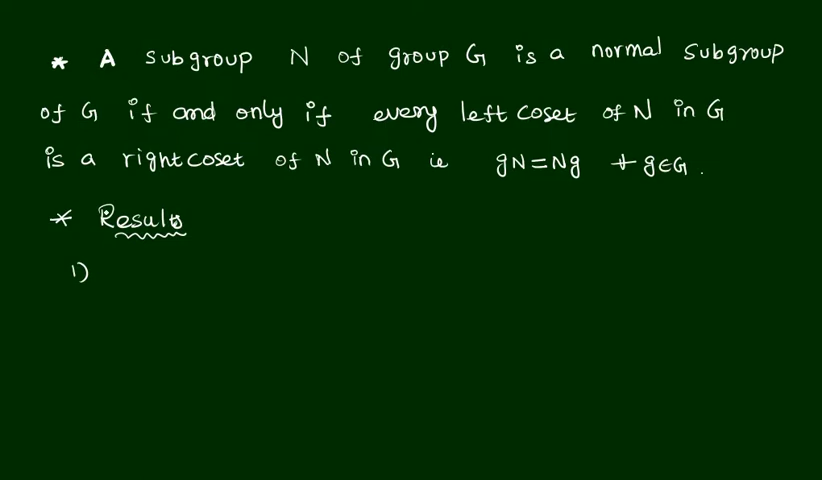 * A subgroup N of group G is a normal subgroup
of G if and only if every left coset of N in G
is a right coset of N in G ie gN=Ng ∀ g∈G.
* Results
1)